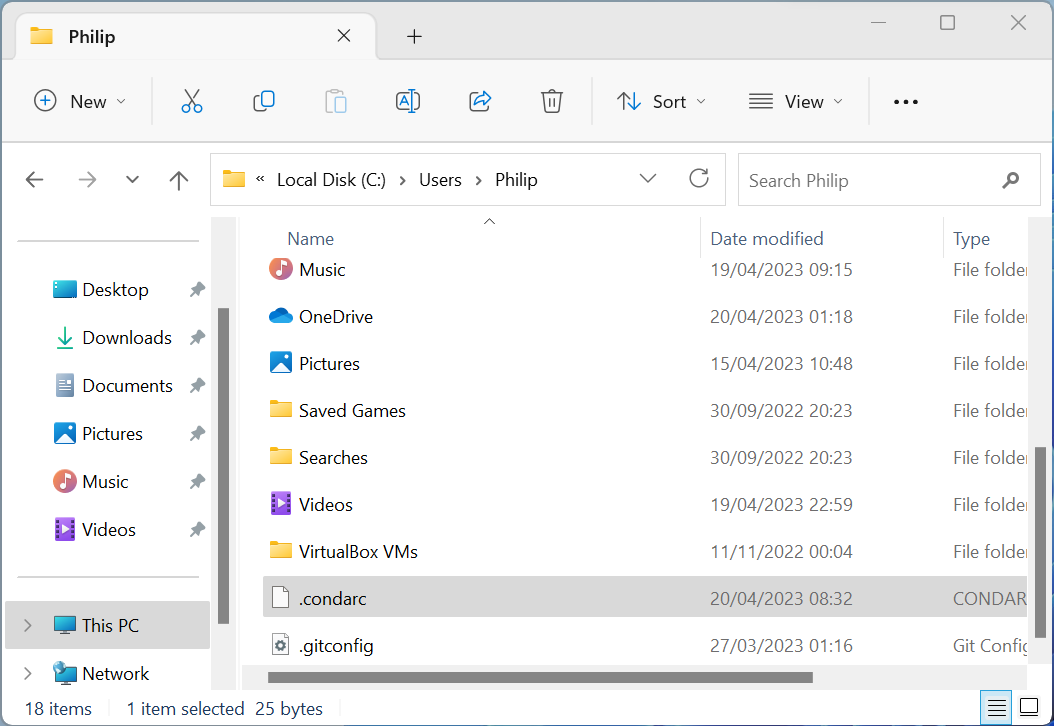 Philip
New
Sort
View
« Local Disk (C:) > Users > Philip
Search Philip
Name Date modified Type
Desktop
Downloads
Documents
Pictures
Music
Videos
This PC
Network
Music 19/04/2023 09:15 File folder
OneDrive 20/04/2023 01:18 File folder
Pictures 15/04/2023 10:48 File folder
Saved Games 30/09/2022 20:23 File folder
Searches 30/09/2022 20:23 File folder
Videos 19/04/2023 22:59 File folder
VirtualBox VMs 11/11/2022 00:04 File folder
.condarc 20/04/2023 08:32 CONDAR
.gitconfig 27/03/2023 01:16 Git Config
18 items 1 item selected 25 bytes